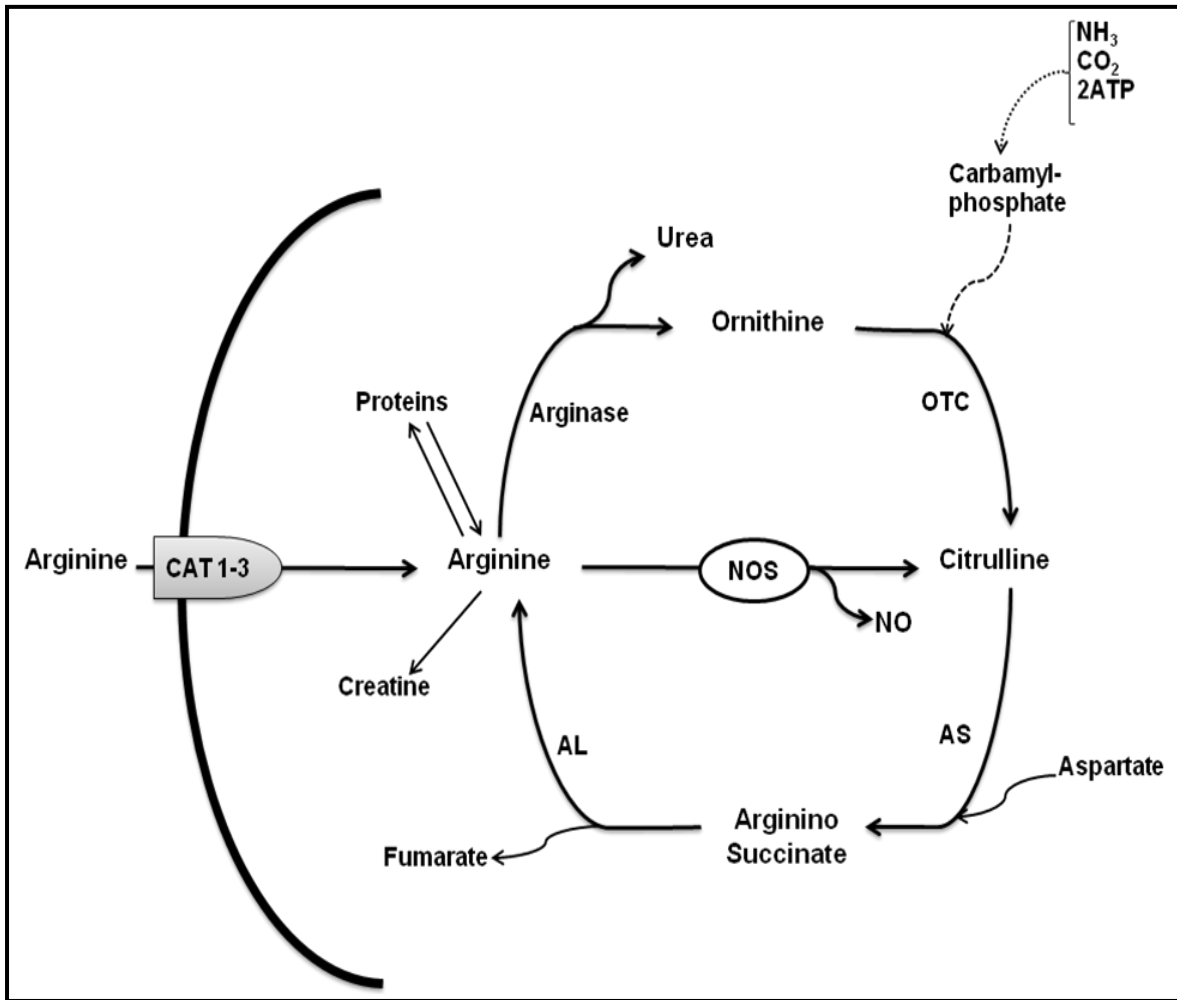 NH₃
CO₂
2ATP
Carbamyl-
phosphate
Urea
Ornithine
Proteins
Arginase
OTC
Arginine
CAT 1-3
Arginine
NOS
Citrulline
NO
Creatine
AL
AS
Aspartate
Arginino
Succinate
Fumarate